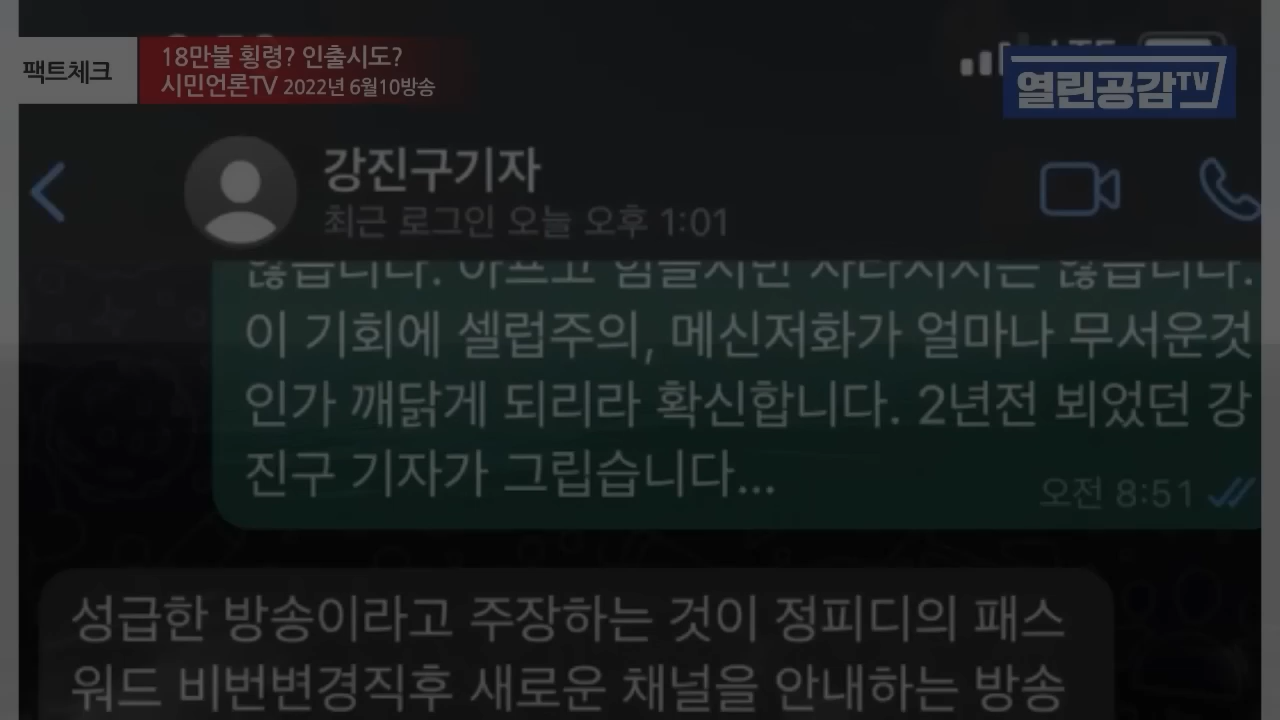 팩트체크
18만불 횡령? 인출시도?
시민언론TV 2022년 6월10방송
열린공감TV
강진구기자
최근 로그인 오늘 오후 1:01
않습니다.
이 기회에 셀럽주의, 메신저화가 얼마나 무서운것
인가 깨닭게 되리라 확신합니다. 2년전 뵈었던 강
진구 기자가 그립습니다...
오전 8:51
성급한 방송이라고 주장하는 것이 정피디의 패스
워드 비번변경직후 새로운 채널을 안내하는 방송